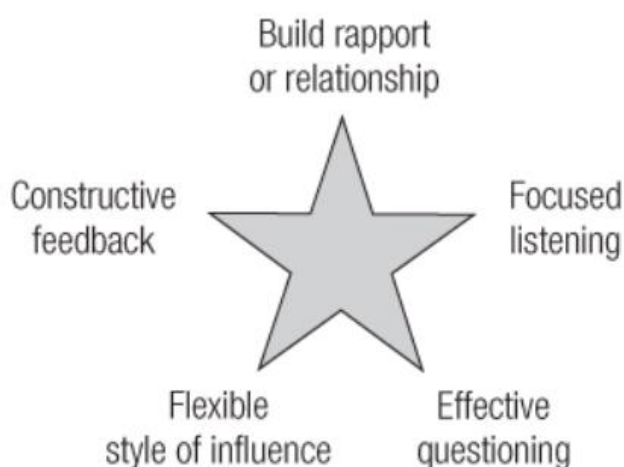 Build rapport
or relationship
Constructive
feedback
Focused
listening
Flexible
style of influence
Effective
questioning